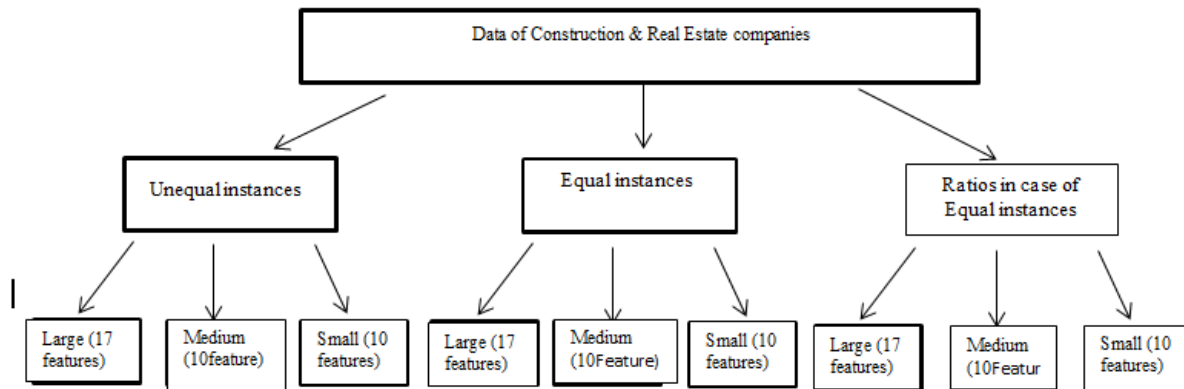 Data of Construction & Real Estate companies
Unequal instances
Equal instances
Ratios in case of
Equal instances
Large (17
features)
Medium
(10feature)
Small (10
features)
Large (17
features)
Medium
(10Feature)
Small (10
features)
Large (17
features)
Medium
(10Featur
Small (10
features)